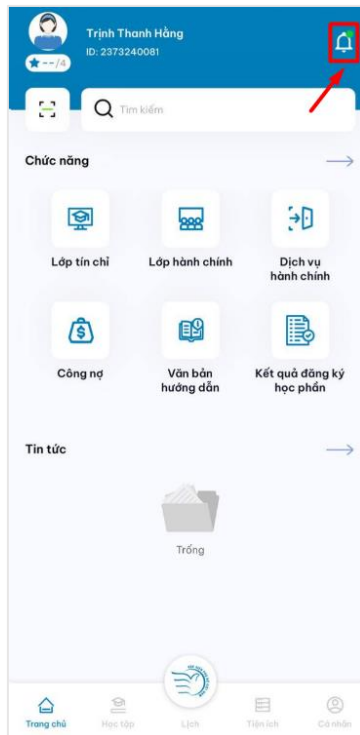 Trịnh Thanh Hằng
ID: 2373240081
--/4
Tìm kiếm
Chức năng
Lớp tín chỉ
Lớp hành chính
Dịch vụ
hành chính
Công nợ
Văn bản
hướng dẫn
Kết quả đăng ký
học phần
Tin tức
Trống
Trang chủ
Học tập
Lịch
Tiện ích
Cá nhân